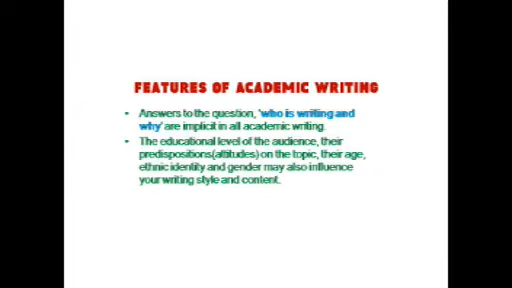 FEATURES OF ACADEMIC WRITING
• Answers to the question, 'who is writing and
why' are implicit in all academic writing.
• The educational level of the audience, their
predispositions(attitudes) on the topic, their age,
ethnic identity and gender may also influence
your writing style and content.